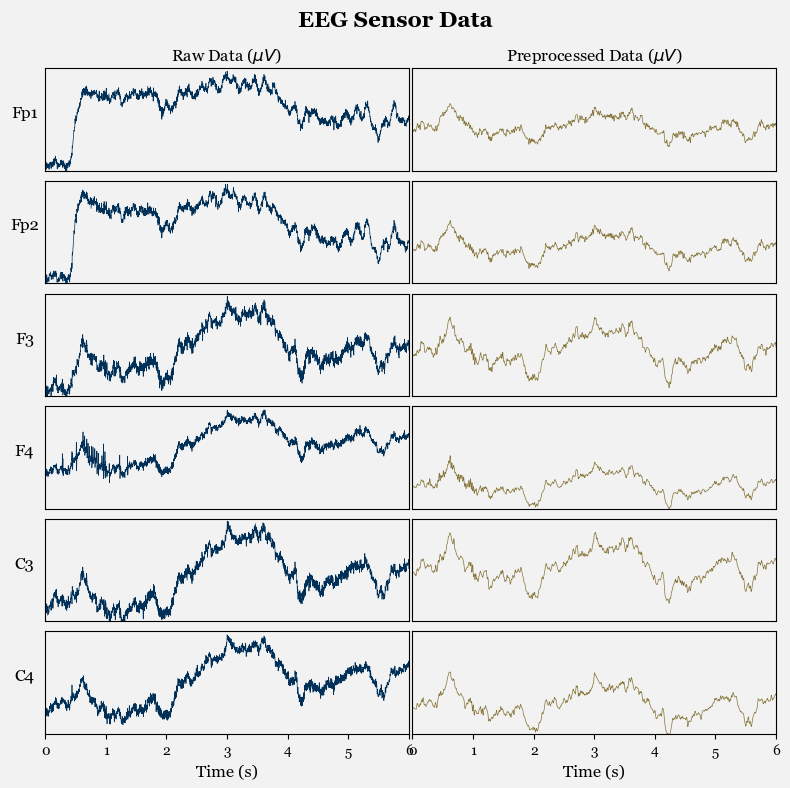 EEG Sensor Data
Raw Data (μV) Preprocessed Data (μV)
Fp1
Fp2
F3
F4
C3
C4
0 1 2 3 4 5 6 0 1 2 3 4 5 6
Time (s) Time (s)